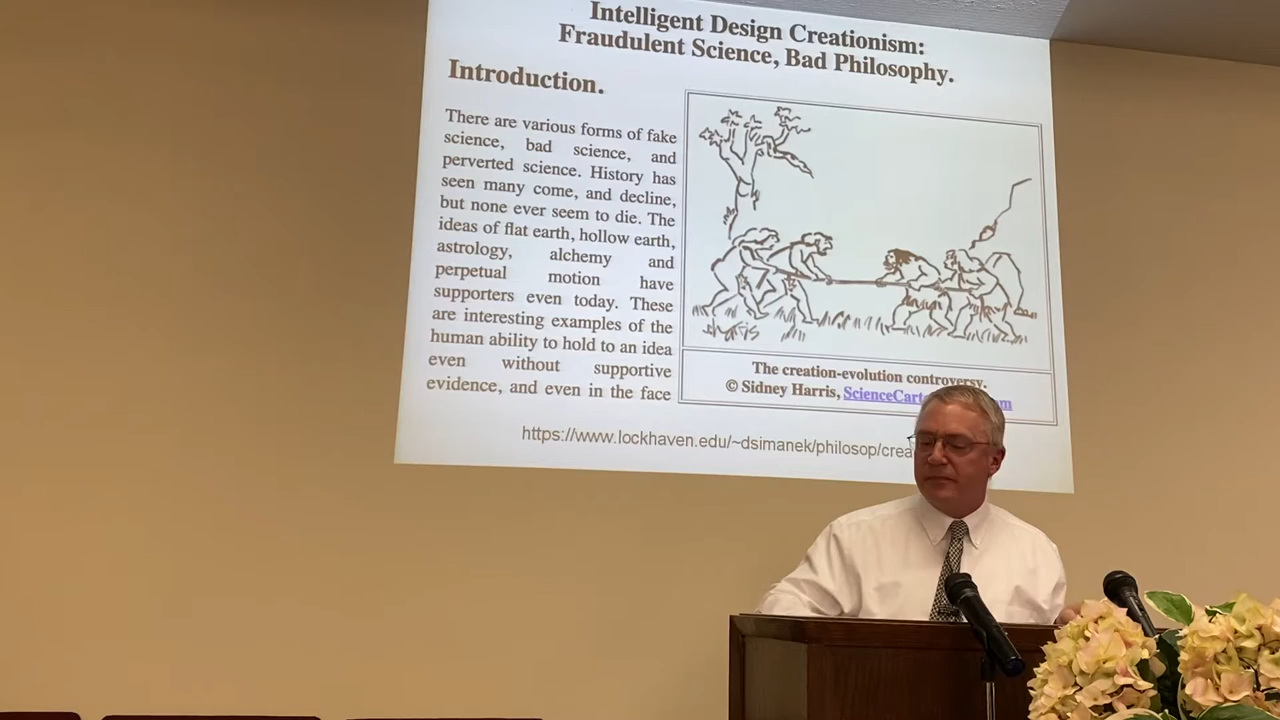 Intelligent Design Creationism:
Fraudulent Science, Bad Philosophy.
Introduction.
There are various forms of fake
science, bad science, and
perverted science. History has
seen many come, and decline,
but none ever seem to die. The
ideas of flat earth, hollow earth,
astrology, alchemy and
perpetual motion have
supporters even today. These
are interesting examples of the
human ability to hold to an idea
even without supportive
evidence, and even in the face
The creation-evolution controversy.
© Sidney Harris,
https://www.lockhaven.edu/~dsimanek/philosop/crea